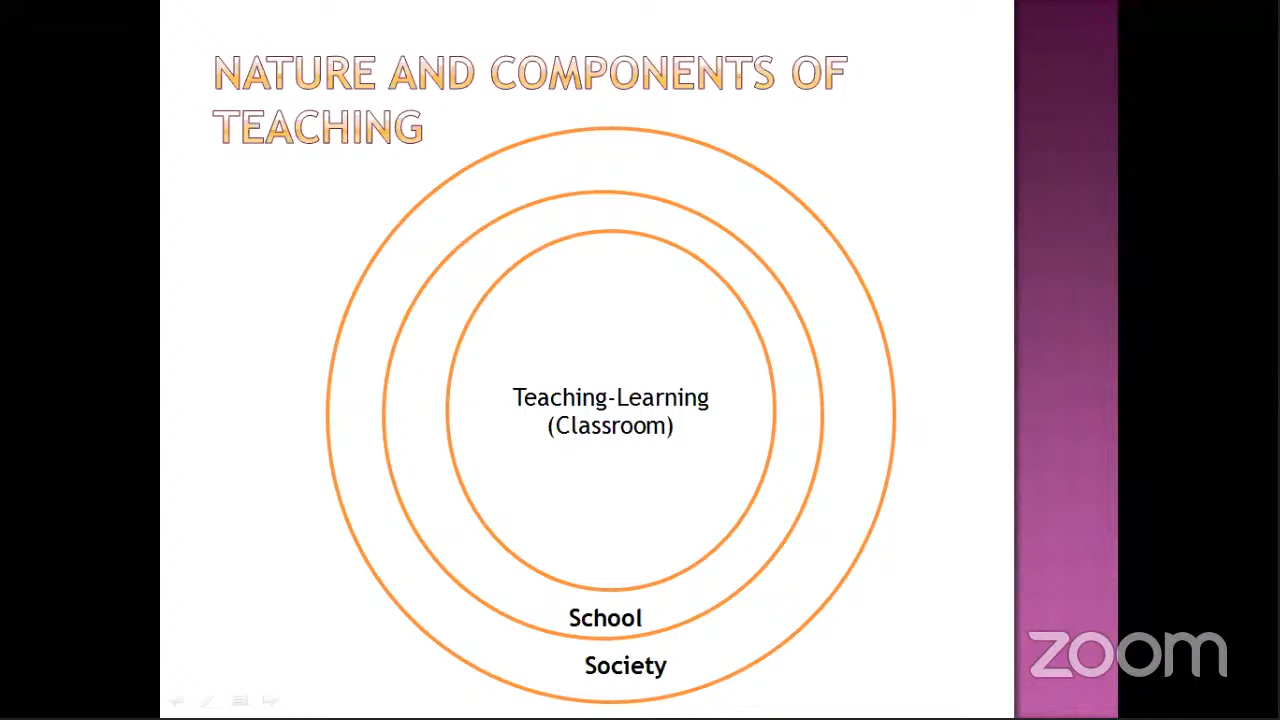 NATURE AND COMPONENTS OF
TEACHING
Teaching-Learning
(Classroom)
School
Society
zoom